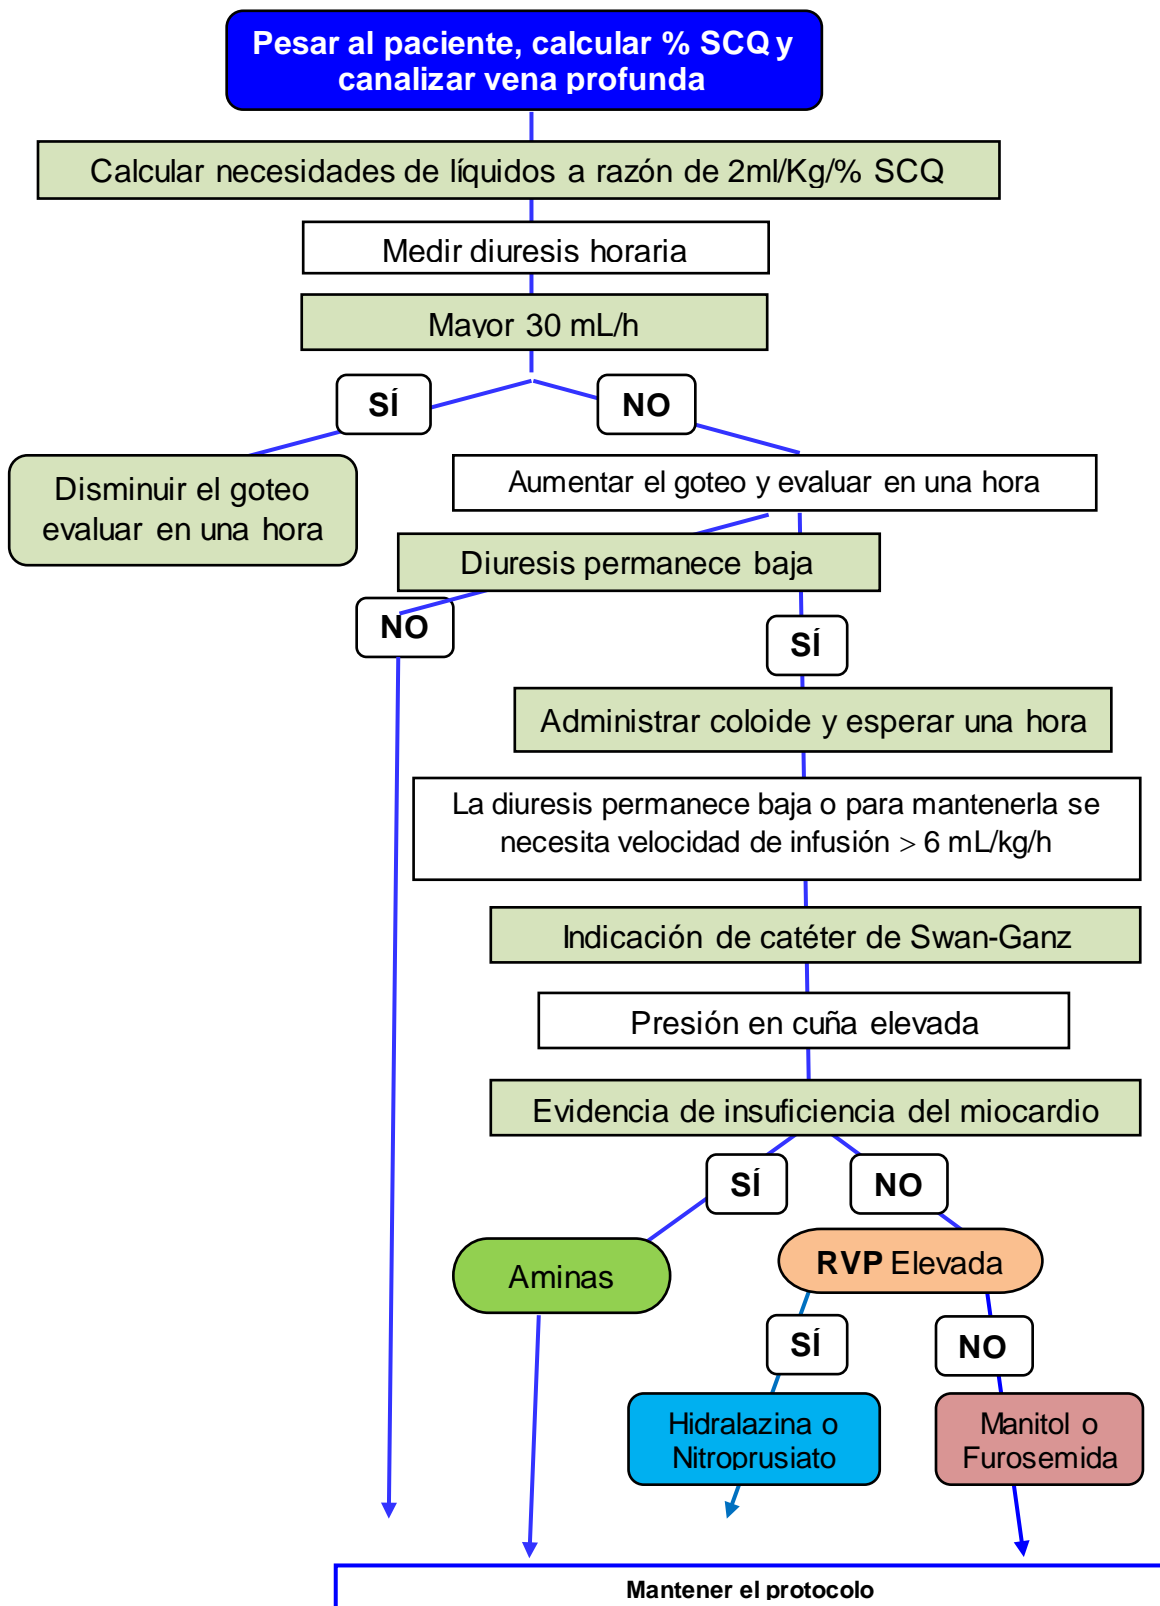 Pesar al paciente, calcular % SCQ y
canalizar vena profunda
Calcular necesidades de líquidos a razón de 2ml/Kg/% SCQ
Medir diuresis horaria
Mayor 30 mL/h
SÍ
NO
Disminuir el goteo
evaluar en una hora
Aumentar el goteo y evaluar en una hora
Diuresis permanece baja
NO
SÍ
Administrar coloide y esperar una hora
La diuresis permanece baja o para mantenerla se
necesita velocidad de infusión > 6 mL/kg/h
Indicación de catéter de Swan-Ganz
Presión en cuña elevada
Evidencia de insuficiencia del miocardio
SÍ
NO
Aminas
RVP Elevada
SÍ
NO
Hidralazina o
Nitroprusiato
Manitol o
Furosemida
Mantener el protocolo